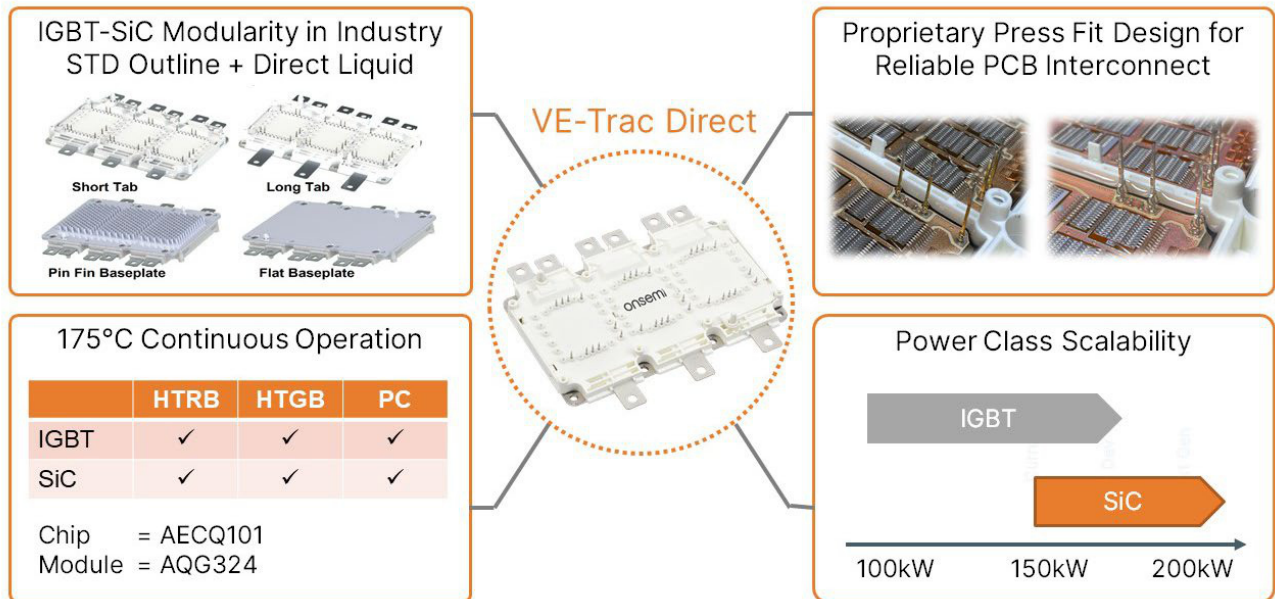 IGBT-SiC Modularity in Industry
STD Outline + Direct Liquid
Short Tab
Long Tab
Pin Fin Baseplate
Flat Baseplate
VE-Trac Direct
onsemi
Proprietary Press Fit Design for
Reliable PCB Interconnect
175°C Continuous Operation
HTRB HTGB PC
IGBT ✓ ✓ ✓
SiC ✓ ✓ ✓
Chip = AECQ101
Module = AQG324
Power Class Scalability
IGBT
SiC
100kW 150kW 200kW